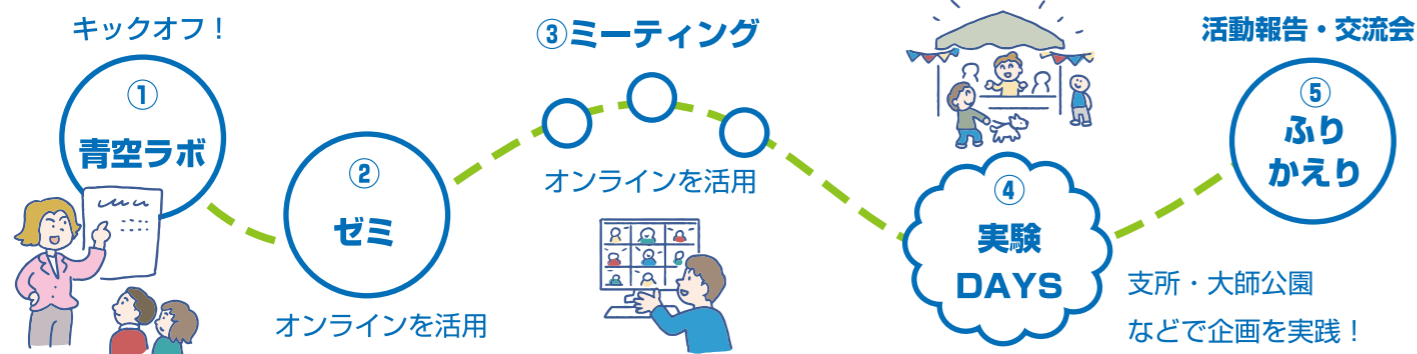 キックオフ！
①
青空ラボ
②
ゼミ
オンラインを活用
③ミーティング
オンラインを活用
④
実験
DAYS
支所・大師公園
などで企画を実践！
活動報告・交流会
⑤
ふり
かえり